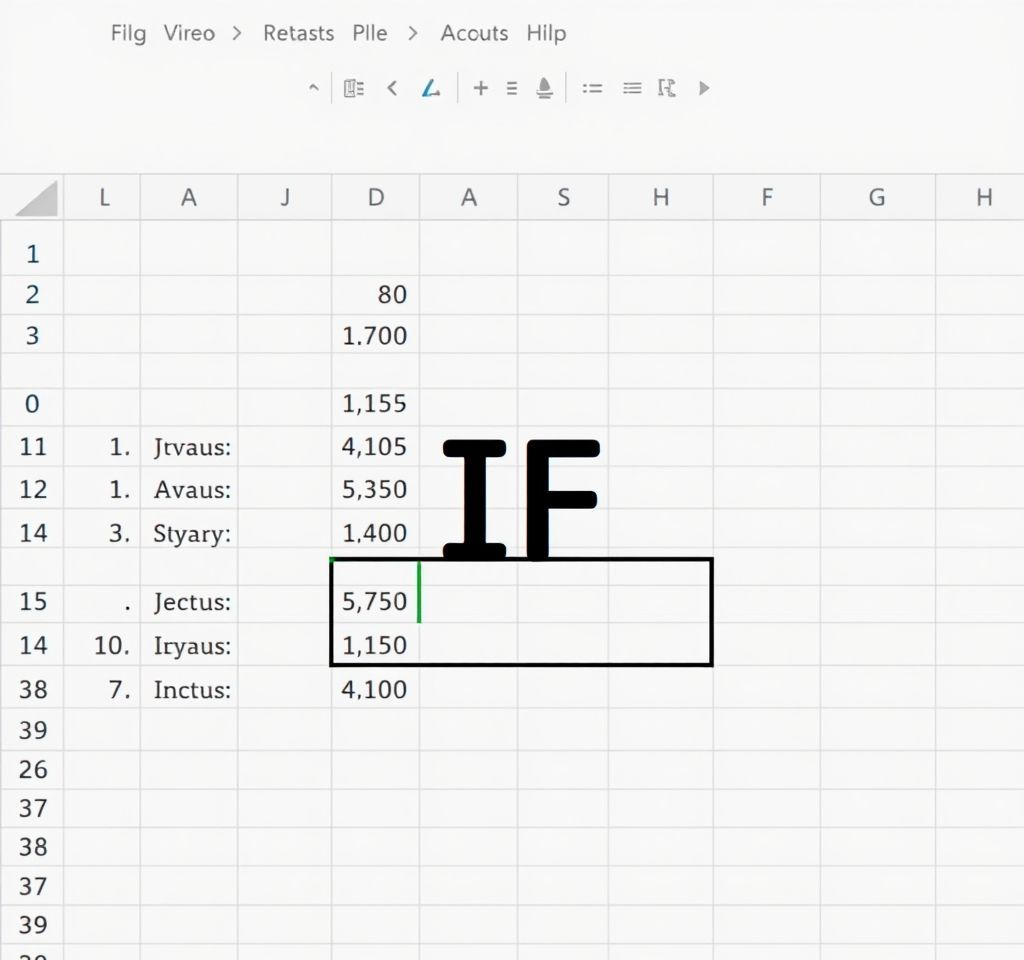 Filg Vireo > Retasts Plle > Acouts Hilp
L A J D A S H F G H
1
2 80
3 1.700
0 1,155
11 1. Jtvaus: 4,105
IF
12 1. Avaus: 5,350
14 3. Styary: 1,400
15 . Jectus: 5,750
14 10. Iryaus: 1,150
38 7. Inctus: 4,100
39
26
37
38
37
39